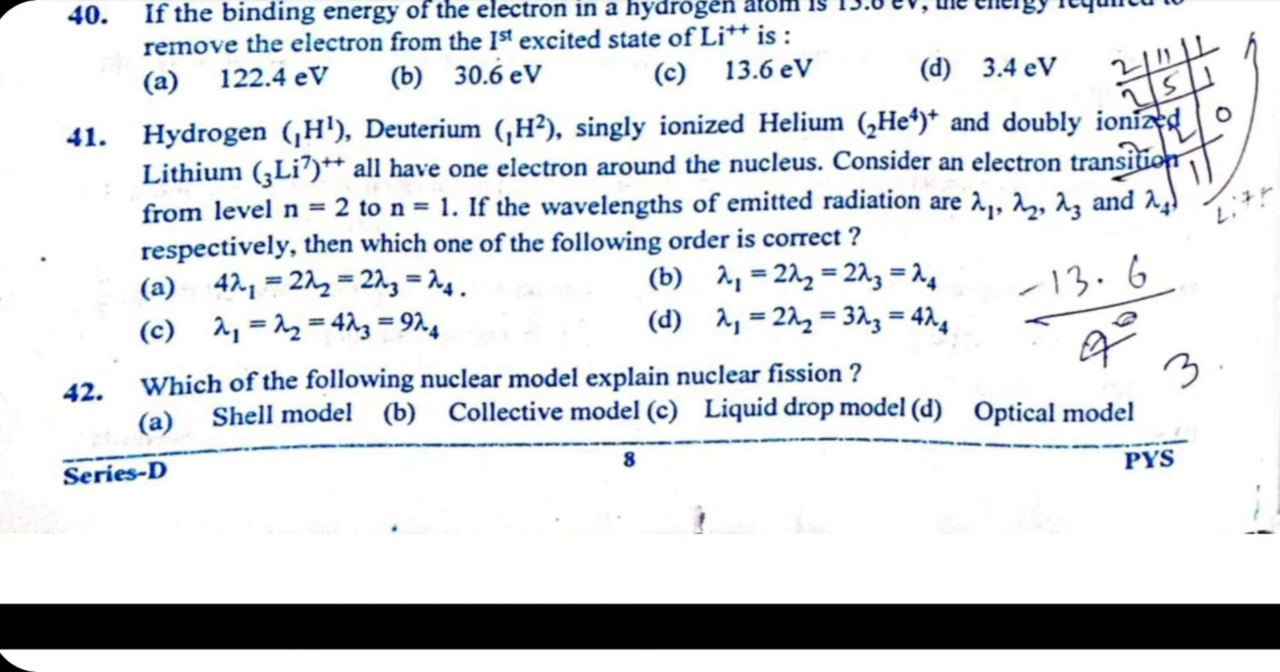 40. If the binding energy of the electron in a hydrogen atom is 13.6 eV, the energy required to
remove the electron from the Iˢᵗ excited state of Li⁺⁺ is :
(a) 122.4 eV (b) 30.6 eV (c) 13.6 eV (d) 3.4 eV
41. Hydrogen (₁H¹), Deuterium (₁H²), singly ionized Helium (₂He⁴)⁺ and doubly ionized
Lithium (₃Li⁷)⁺⁺ all have one electron around the nucleus. Consider an electron transition
from level n = 2 to n = 1. If the wavelengths of emitted radiation are λ₁, λ₂, λ₃ and λ₄)
respectively, then which one of the following order is correct ?
(a) 4λ₁ = 2λ₂ = 2λ₃ = λ₄. (b) λ₁ = 2λ₂ = 2λ₃ = λ₄
(c) λ₁ = λ₂ = 4λ₃ = 9λ₄ (d) λ₁ = 2λ₂ = 3λ₃ = 4λ₄
-13.6
3
42. Which of the following nuclear model explain nuclear fission ?
(a) Shell model (b) Collective model (c) Liquid drop model (d) Optical model
Series-D 8 PYS